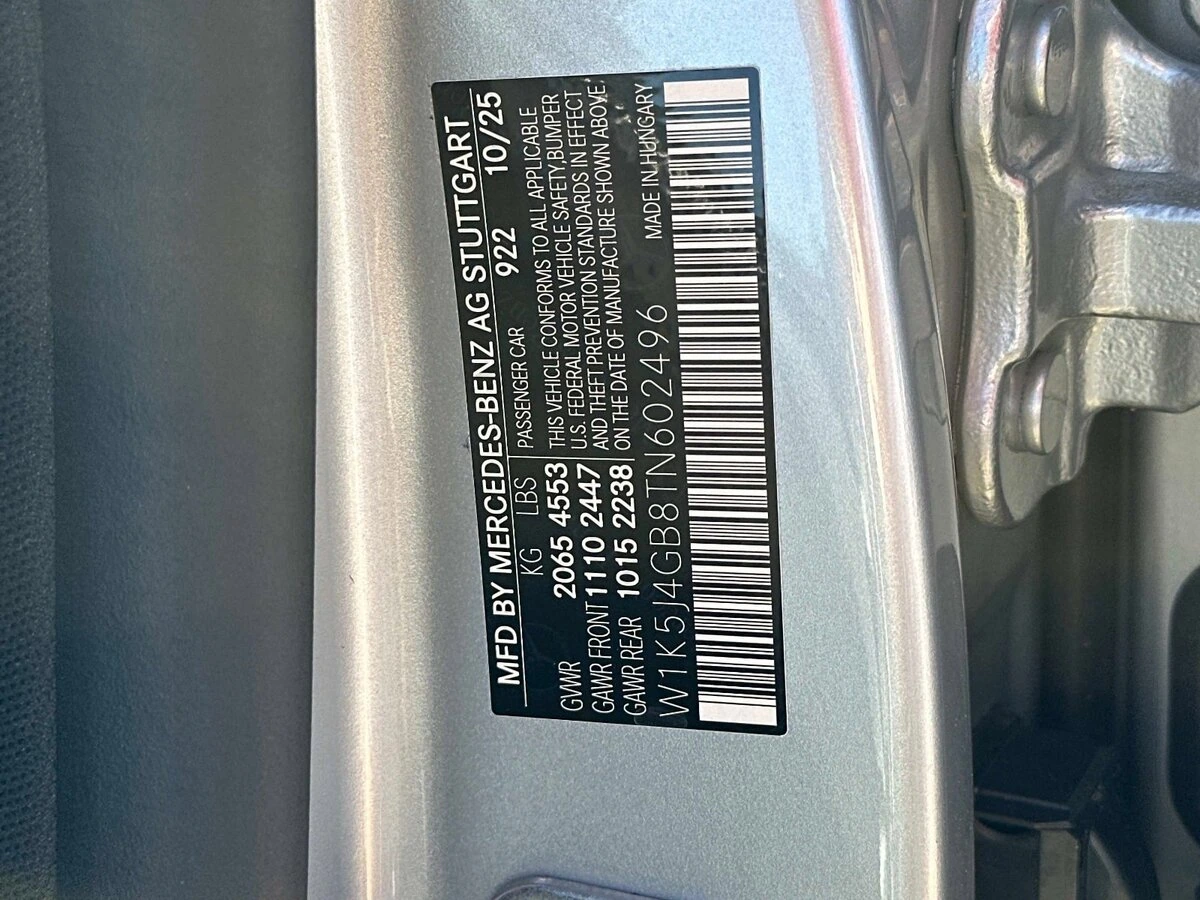 MFD BY MERCEDES-BENZ AG STUTTGART
KG LBS PASSENGER CAR 922 10/25
GVWR 2065 4553 THIS VEHICLE CONFORMS TO ALL APPLICABLE
U.S. FEDERAL MOTOR VEHICLE SAFETY,BUMPER
GAWR FRONT 1110 2447 AND THEFT PREVENTION STANDARDS IN EFFECT
GAWR REAR 1015 2238 ON THE DATE OF MANUFACTURE SHOWN ABOVE.
W1K5J4GB8TN602496 MADE IN HUNGARY